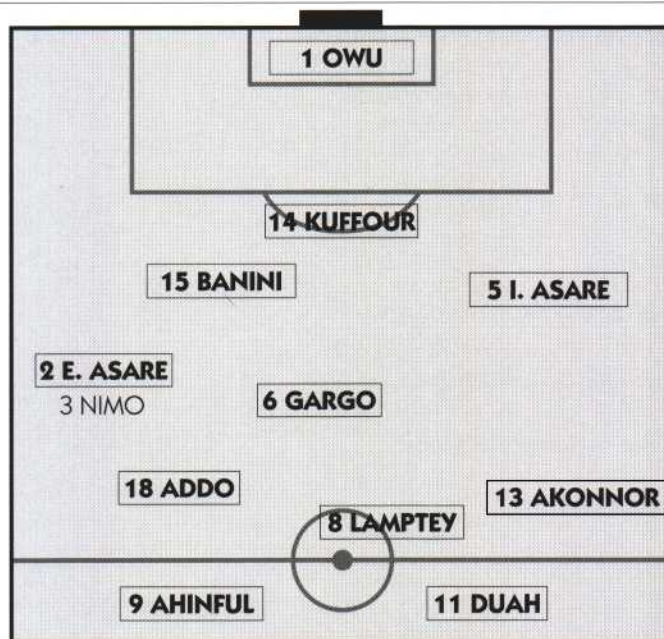 1 OWU
14 KUFFOUR
15 BANINI
5 I. ASARE
2 E. ASARE
3 NIMO
6 GARGO
18 ADDO
13 AKONNOR
8 LAMPTEY
9 AHINFUL
11 DUAH